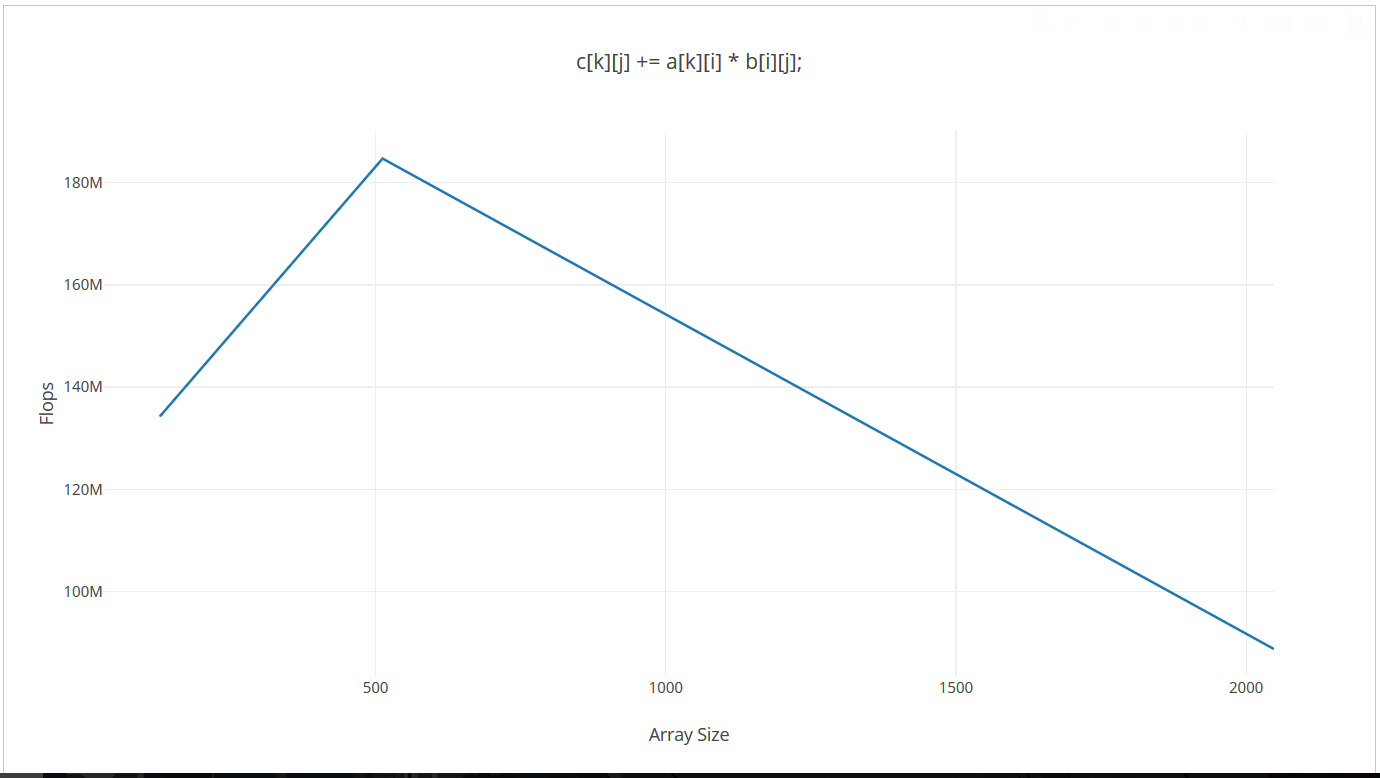 c[k][j] += a[k][i] * b[i][j];
180M
160M
140M
120M
100M
Flops
500 1000 1500 2000
Array Size